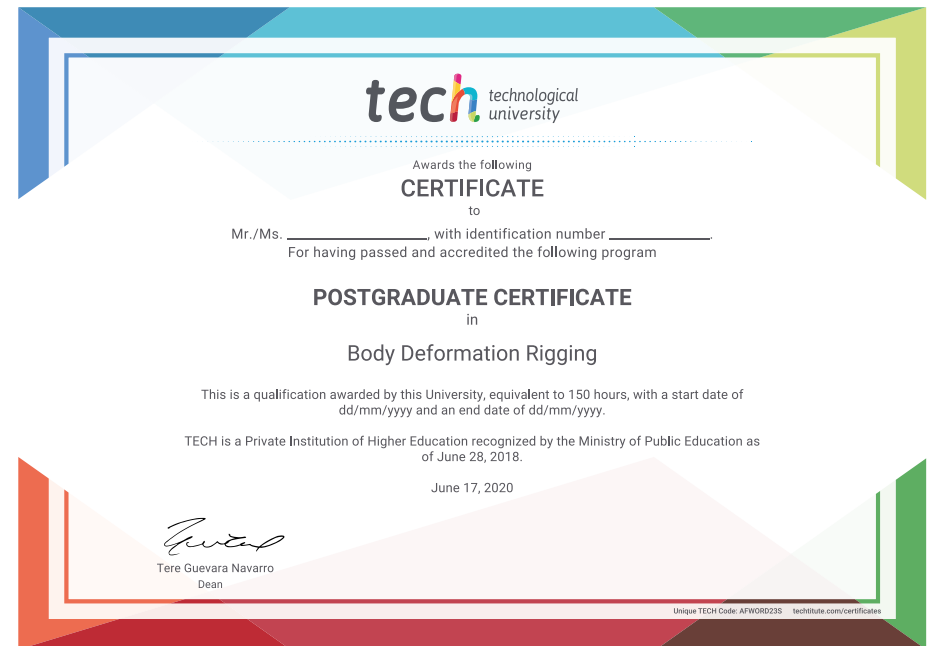 tech technological
university
Awards the following
CERTIFICATE
to
Mr./Ms. ____________________, with identification number ______________.
For having passed and accredited the following program
POSTGRADUATE CERTIFICATE
in
Body Deformation Rigging
This is a qualification awarded by this University, equivalent to 150 hours, with a start date of
dd/mm/yyyy and an end date of dd/mm/yyyy.
TECH is a Private Institution of Higher Education recognized by the Ministry of Public Education as
of June 28, 2018.
June 17, 2020
Tere Guevara Navarro
Dean
Unique TECH Code: AFWORD23S techtitute.com/certificates